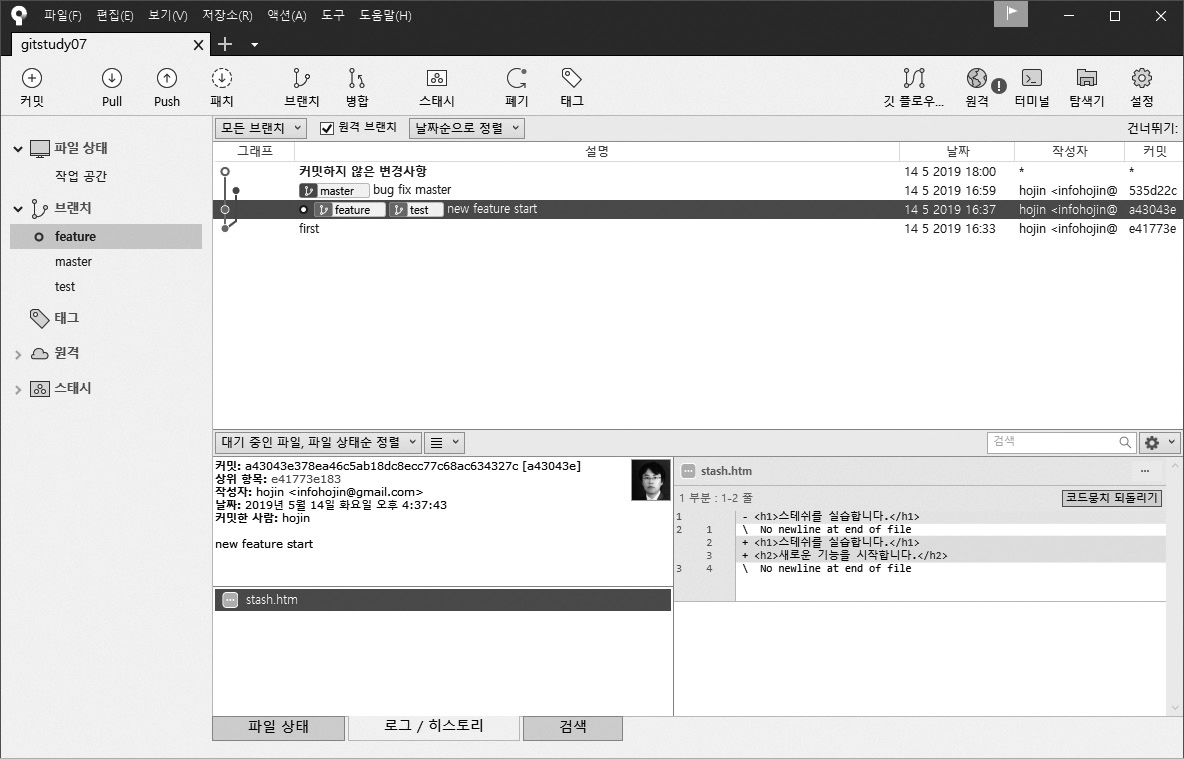 파일(F) 편집(E) 보기(V) 저장소(R) 액션(A) 도구 도움말(H)
gitstudy07
커밋 Pull Push 패치 브랜치 병합 스태시 폐기 태그 깃 플로우... 원격 터미널 탐색기 설정
파일 상태
작업 공간
브랜치
feature
master
test
태그
원격
스태시
모든 브랜치 원격 브랜치 날짜순으로 정렬 건너뛰기:
그래프 설명 날짜 작성자 커밋
커밋하지 않은 변경사항 14 5 2019 18:00 * *
master bug fix master 14 5 2019 16:59 hojin <infohojin@ 535d22c
feature test new feature start 14 5 2019 16:37 hojin <infohojin@ a43043e
first 14 5 2019 16:33 hojin <infohojin@ e41773e
대기 중인 파일, 파일 상태순 정렬 검색
커밋: a43043e378ea46c5ab18dc8ecc77c68ac634327c [a43043e]
상위 항목: e41773e183
작성자: hojin <infohojin@gmail.com>
날짜: 2019년 5월 14일 화요일 오후 4:37:43
커밋한 사람: hojin
new feature start
stash.htm
stash.htm ...
1 부분 : 1-2 줄 코드뭉치 되돌리기
1 - <h1>스테쉬를 실습합니다.</h1>
2 1 \ No newline at end of file
2 + <h1>스테쉬를 실습합니다.</h1>
3 + <h2>새로운 기능을 시작합니다.</h2>
3 4 \ No newline at end of file
파일 상태 로그 / 히스토리 검색